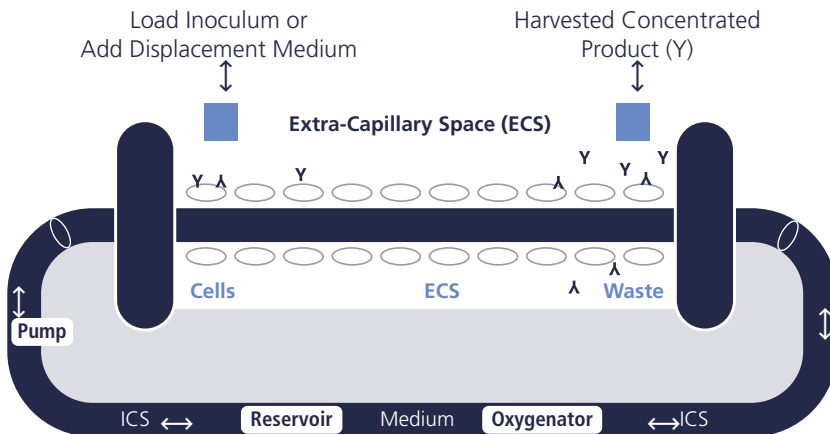 Load Inoculum or
Add Displacement Medium
Harvested Concentrated
Product (Y)
Extra-Capillary Space (ECS)
Y Y Y Y Y Y Y Y Y Y
Cells ECS Waste
Pump
ICS Reservoir Medium Oxygenator ICS